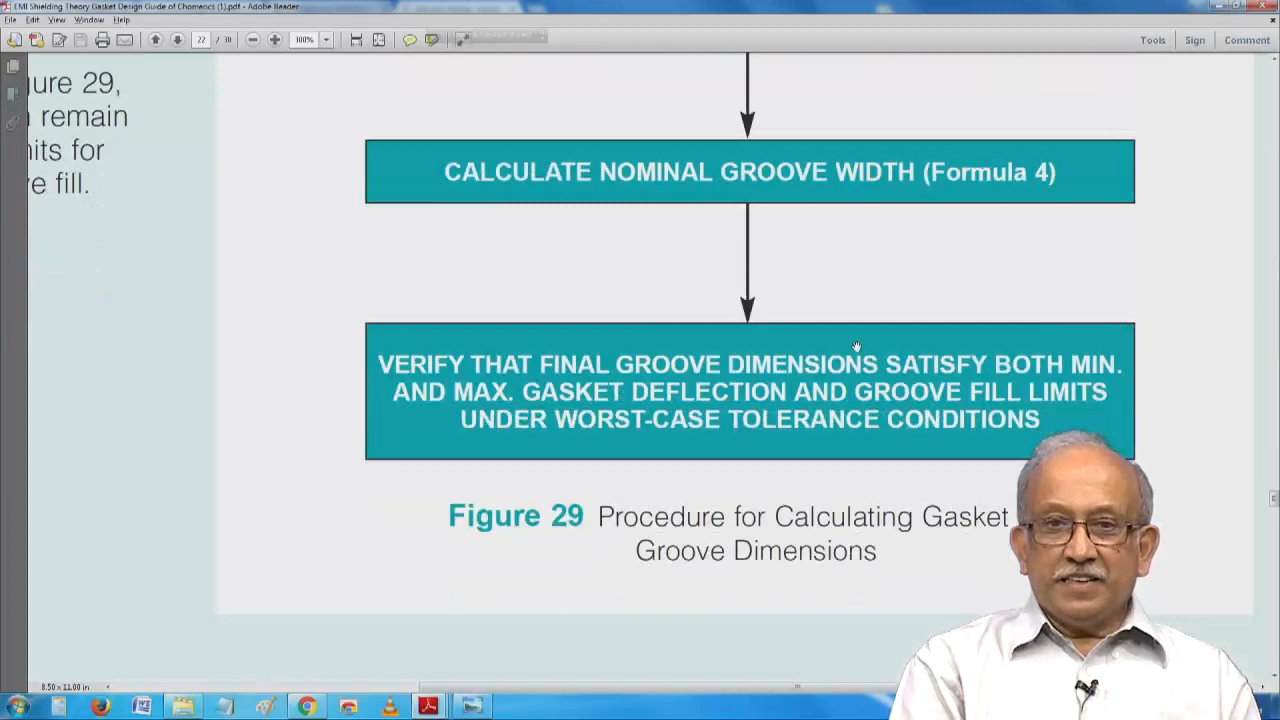 EMI Shielding Theory Gasket Design Guide of Chomerics (1).pdf - Adobe Reader
File Edit View Window Help
22 / 30 100% Tools Sign Comment
ure 29,
remain
its for
e fill.
CALCULATE NOMINAL GROOVE WIDTH (Formula 4)
VERIFY THAT FINAL GROOVE DIMENSIONS SATISFY BOTH MIN.
AND MAX. GASKET DEFLECTION AND GROOVE FILL LIMITS
UNDER WORST-CASE TOLERANCE CONDITIONS
Figure 29 Procedure for Calculating Gasket
Groove Dimensions
8.50 x 11.00 in